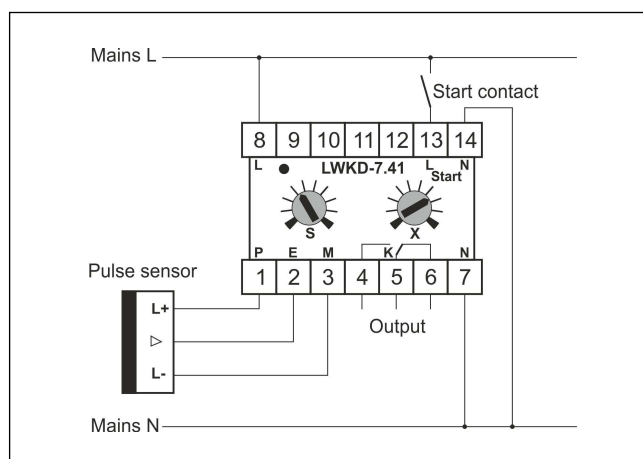 Mains L
Start contact
8 9 10 11 12 13 14
L LWKD-7.41 L N
Start
S X
P E M K N
1 2 3 4 5 6 7
Pulse sensor
L+
Output
L-
Mains N